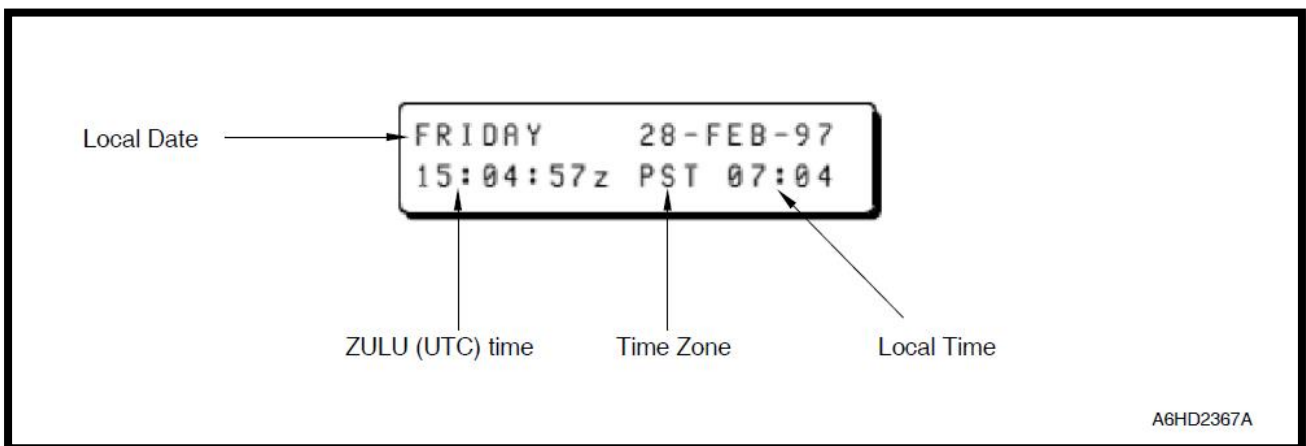 Local Date
FRIDAY 28-FEB-97
15:04:57z PST 07:04
ZULU (UTC) time Time Zone Local Time
A6HD2367A